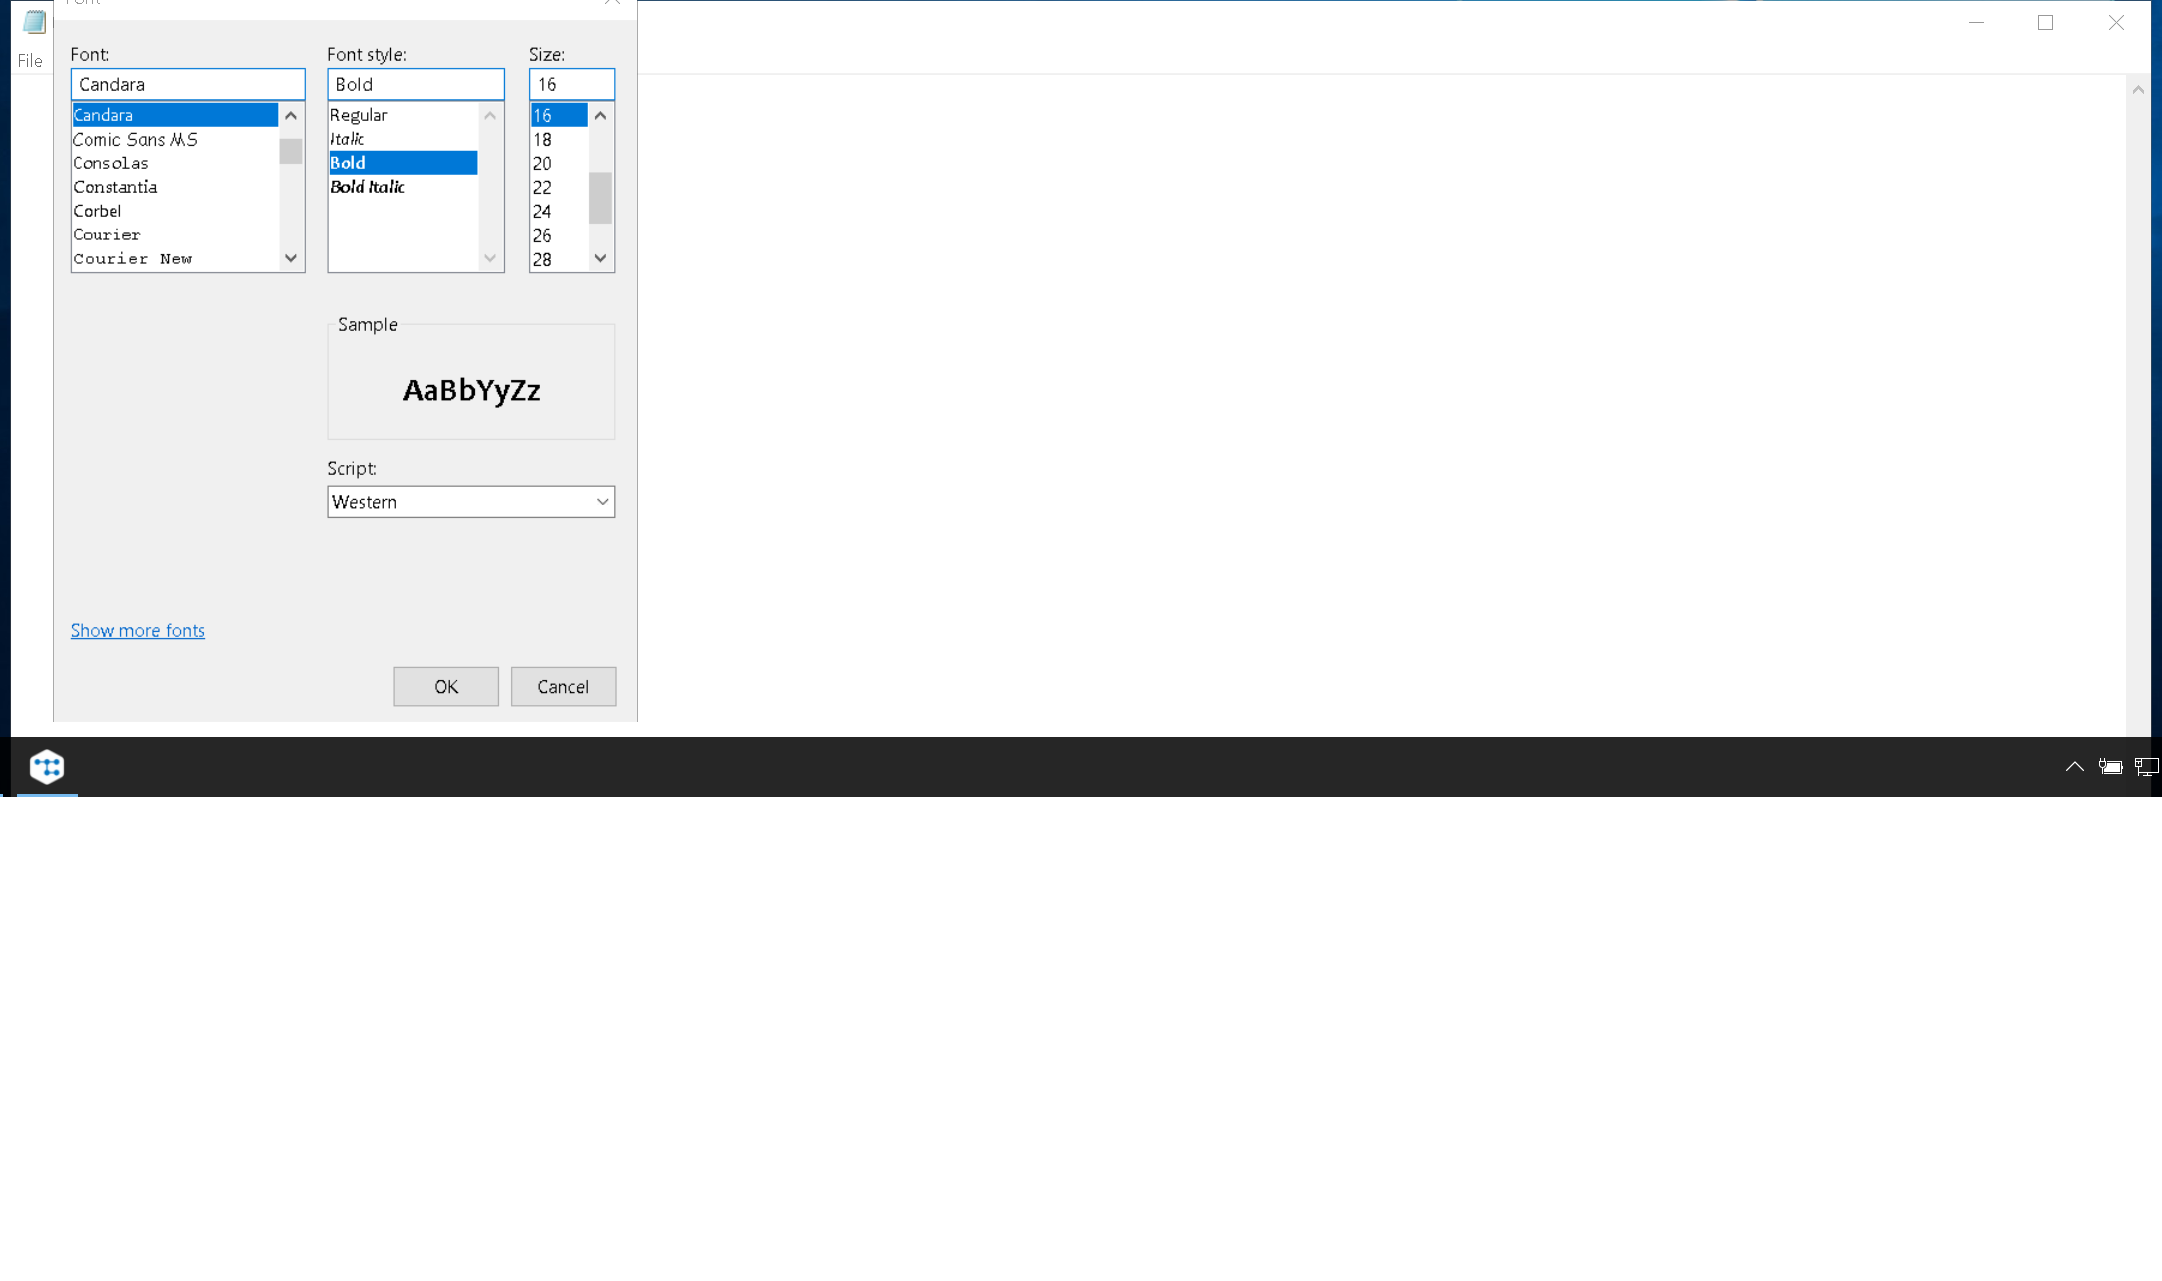 Font
File
Font:
Font style:
Size:
Candara
Bold
16
Candara
Comic Sans MS
Consolas
Constantia
Corbel
Courier
Courier New
Regular
Italic
Bold
Bold Italic
16
18
20
22
24
26
28
Sample
AaBbYyZz
Script:
Western
Show more fonts
OK
Cancel